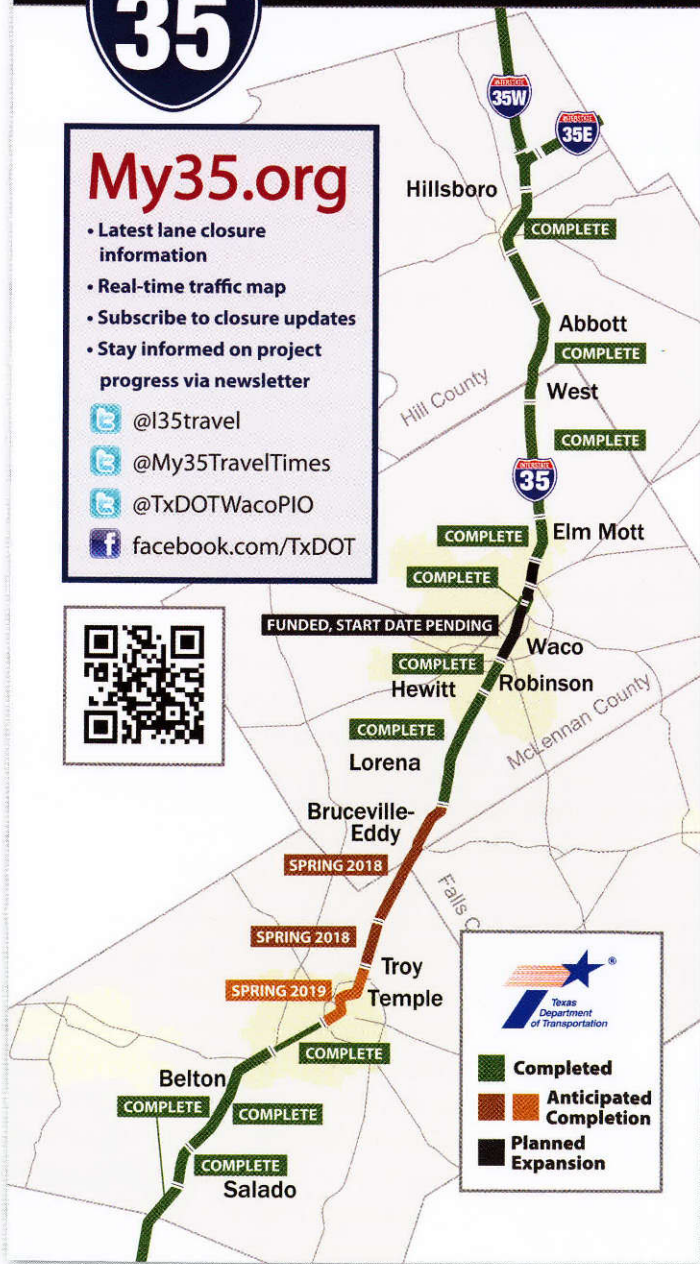 35
My35.org
• Latest lane closure
information
• Real-time traffic map
• Subscribe to closure updates
• Stay informed on project
progress via newsletter
@I35travel
@My35TravelTimes
@TxDOTWacoPIO
facebook.com/TxDOT
INTERSTATE
35W
INTERSTATE
35E
Hillsboro
COMPLETE
Abbott
COMPLETE
Hill County
West
COMPLETE
INTERSTATE
35
COMPLETE
Elm Mott
COMPLETE
FUNDED, START DATE PENDING
Waco
COMPLETE
Hewitt
Robinson
McLennan County
COMPLETE
Lorena
Bruceville-
Eddy
SPRING 2018
Falls C
SPRING 2018
Troy
SPRING 2019
Temple
COMPLETE
Belton
COMPLETE
COMPLETE
COMPLETE
Salado
®
Texas
Department
of Transportation
Completed
Anticipated
Completion
Planned
Expansion